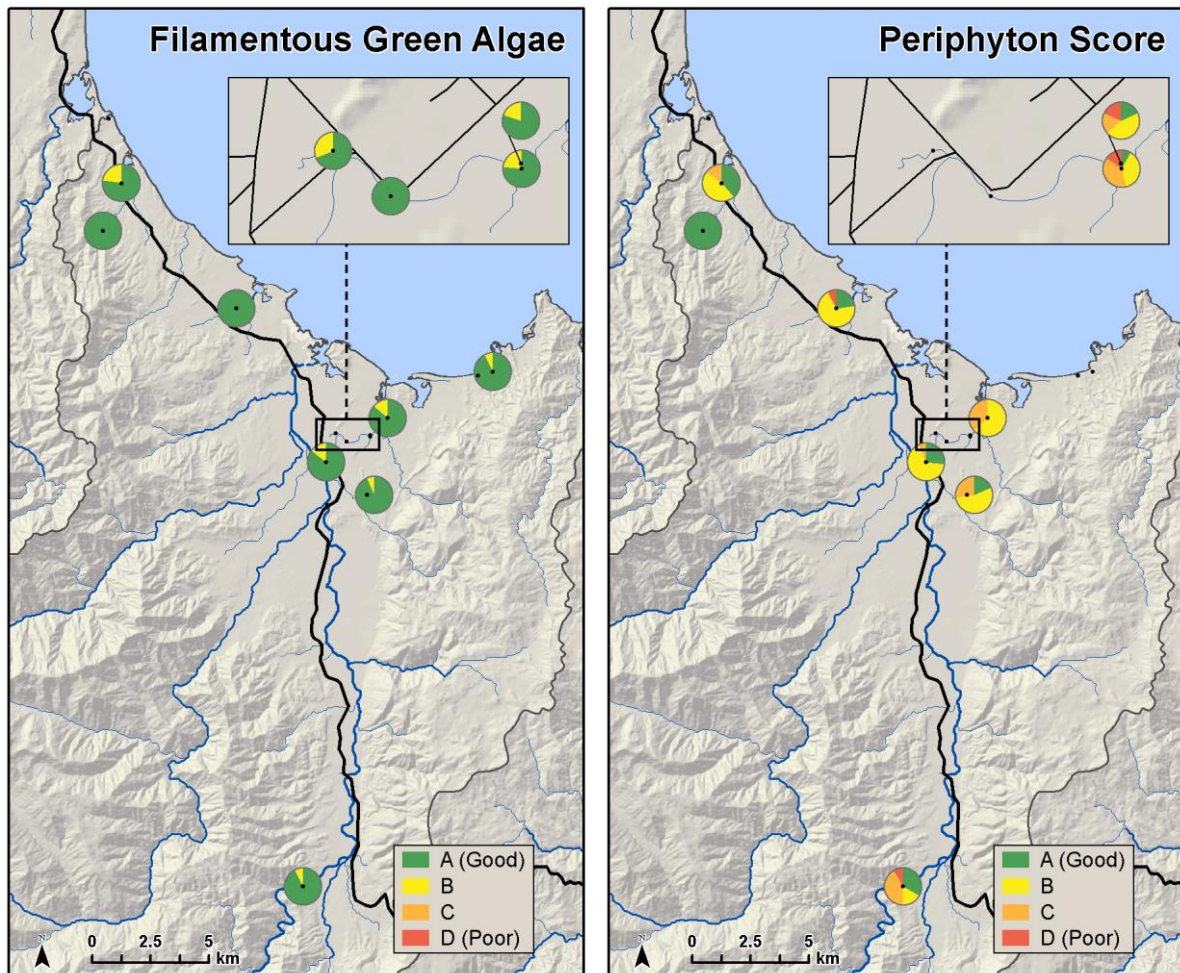 Filamentous Green Algae
A (Good)
B
C
D (Poor)
0 2.5 5
km
Periphyton Score
A (Good)
B
C
D (Poor)
0 2.5 5
km